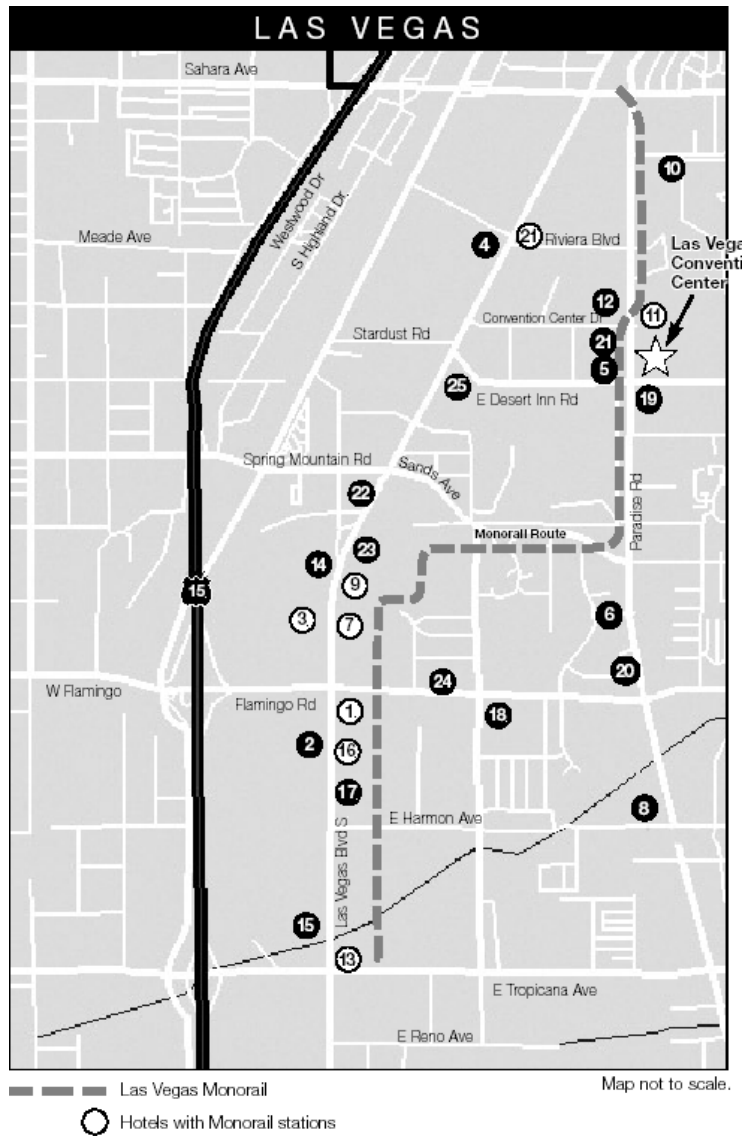 LAS VEGAS
Sahara Ave
10
Westwood Dr
S Highland Dr.
Meade Ave
4
21
Riviera Blvd
Las Vega
Conventi
Center
12
11
Convention Center Dr
Stardust Rd
21
5
25
E Desert Inn Rd
19
Spring Mountain Rd
Sands Ave
22
Paradise Rd
Monorail Route
23
14
15
9
3
7
6
20
W Flamingo
Flamingo Rd
24
1
18
2
16
17
8
E Harmon Ave
Las Vegas Blvd S
15
13
E Tropicana Ave
E Reno Ave
Las Vegas Monorail
Map not to scale.
Hotels with Monorail stations